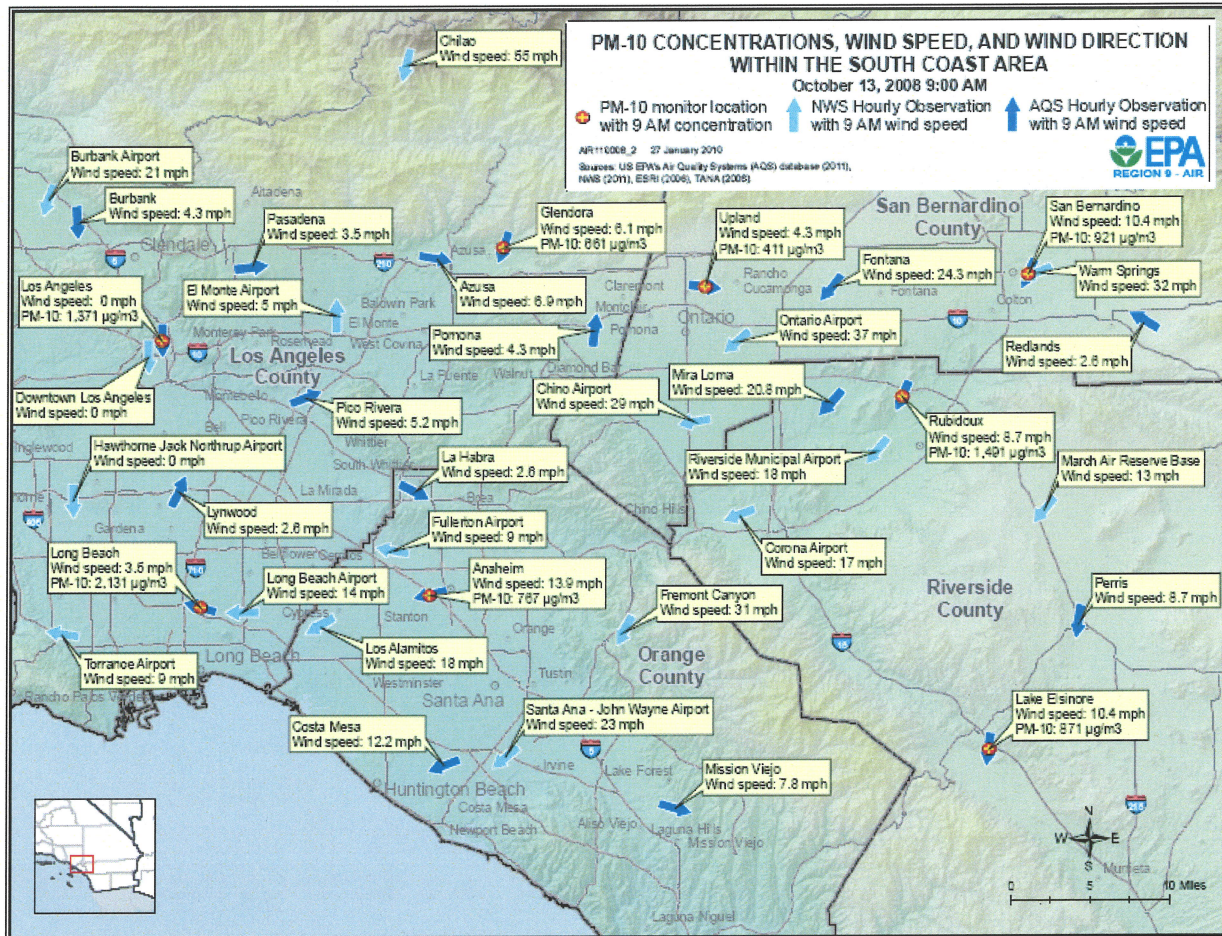 PM-10 CONCENTRATIONS, WIND SPEED, AND WIND DIRECTION
WITHIN THE SOUTH COAST AREA
October 13, 2008 9:00 AM
PM-10 monitor location
with 9 AM concentration
NWS Hourly Observation
with 9 AM wind speed
AQS Hourly Observation
with 9 AM wind speed
27 January 2010
Sources: US EPA's Air Quality Systems (AQS) database (2011),
NWS (2011), ESRI (2006), TANA (2006)
EPA
REGION 9 - AIR
Chilao
Wind speed: 55 mph
Burbank Airport
Wind speed: 21 mph
Burbank
Wind speed: 4.3 mph
Altadena
Glendale
Pasadena
Wind speed: 3.5 mph
Azusa
Glendora
Wind speed: 6.1 mph
PM-10: 661 µg/m3
Upland
Wind speed: 4.3 mph
PM-10: 411 µg/m3
San Bernardino
County
San Bernardino
Wind speed: 10.4 mph
PM-10: 921 µg/m3
5
210
Los Angeles
Wind speed: 0 mph
PM-10: 1,371 µg/m3
El Monte Airport
Wind speed: 5 mph
Baldwin Park
Azusa
Wind speed: 6.9 mph
Claremont
Montclair
Rancho
Cucamonga
Fontana
Wind speed: 24.3 mph
Fontana
Colton
Warm Springs
Wind speed: 32 mph
Monterey Park
El Monte
Rosemead
West Covina
Pomona
Wind speed: 4.3 mph
Pomona
Ontario
Ontario Airport
Wind speed: 37 mph
10
Redlands
Wind speed: 2.6 mph
10
Los Angeles
County
La Puente
Walnut
Diamond Bar
Downtown Los Angeles
Wind speed: 0 mph
Montebello
Bell
Pico Rivera
Pico Rivera
Wind speed: 5.2 mph
Chino Airport
Wind speed: 29 mph
Mira Loma
Wind speed: 20.8 mph
Rubidoux
Wind speed: 8.7 mph
PM-10: 1,491 µg/m3
Inglewood
Hawthorne Jack Northrup Airport
Wind speed: 0 mph
Whittier
South Whittier
La Habra
Wind speed: 2.6 mph
Brea
Riverside Municipal Airport
Wind speed: 18 mph
March Air Reserve Base
Wind speed: 13 mph
La Mirada
405
Gardena
Lynwood
Wind speed: 2.6 mph
Chino Hills
Fullerton Airport
Wind speed: 9 mph
Corona Airport
Wind speed: 17 mph
Bellflower
Cerritos
Long Beach
Wind speed: 3.6 mph
PM-10: 2,131 µg/m3
710
Long Beach Airport
Wind speed: 14 mph
Cypress
Stanton
Anaheim
Wind speed: 13.9 mph
PM-10: 767 µg/m3
Fremont Canyon
Wind speed: 31 mph
Riverside
County
Perris
Wind speed: 8.7 mph
Orange
15
Torrance Airport
Wind speed: 9 mph
Long Beach
Los Alamitos
Wind speed: 18 mph
Orange
County
Rancho Palos Verdes
Westminster
Tustin
Santa Ana
Santa Ana - John Wayne Airport
Wind speed: 23 mph
Lake Elsinore
Wind speed: 10.4 mph
PM-10: 871 µg/m3
Costa Mesa
Wind speed: 12.2 mph
5
Irvine
Lake Forest
Mission Viejo
Wind speed: 7.8 mph
Huntington Beach
Costa Mesa
Newport Beach
Aliso Viejo
Laguna Hills
Mission Viejo
215
Murrieta
Laguna Niguel
N
W
E
S
0
5
10 Miles